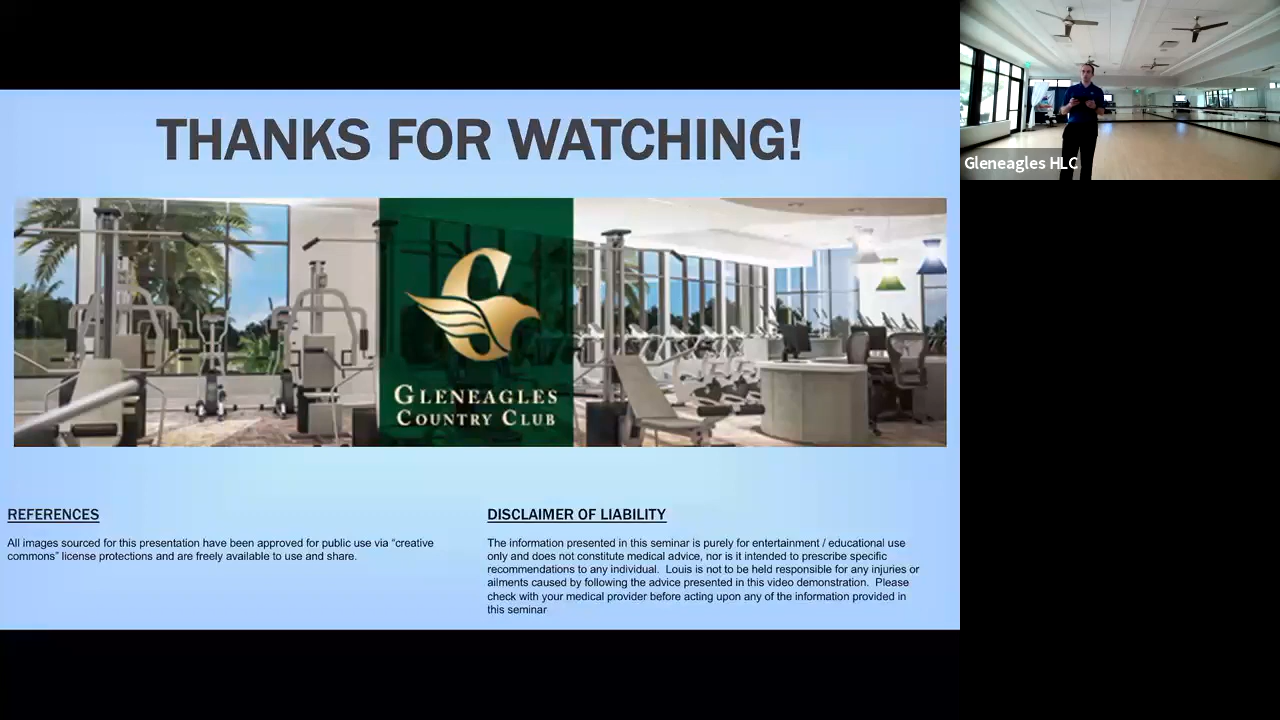 THANKS FOR WATCHING!
Gleneagles HLC
GLENEAGLES
COUNTRY CLUB
REFERENCES
All images sourced for this presentation have been approved for public use via “creative
commons” license protections and are freely available to use and share.
DISCLAIMER OF LIABILITY
The information presented in this seminar is purely for entertainment / educational use
only and does not constitute medical advice, nor is it intended to prescribe specific
recommendations to any individual.  Louis is not to be held responsible for any injuries or
ailments caused by following the advice presented in this video demonstration.  Please
check with your medical provider before acting upon any of the information provided in
this seminar